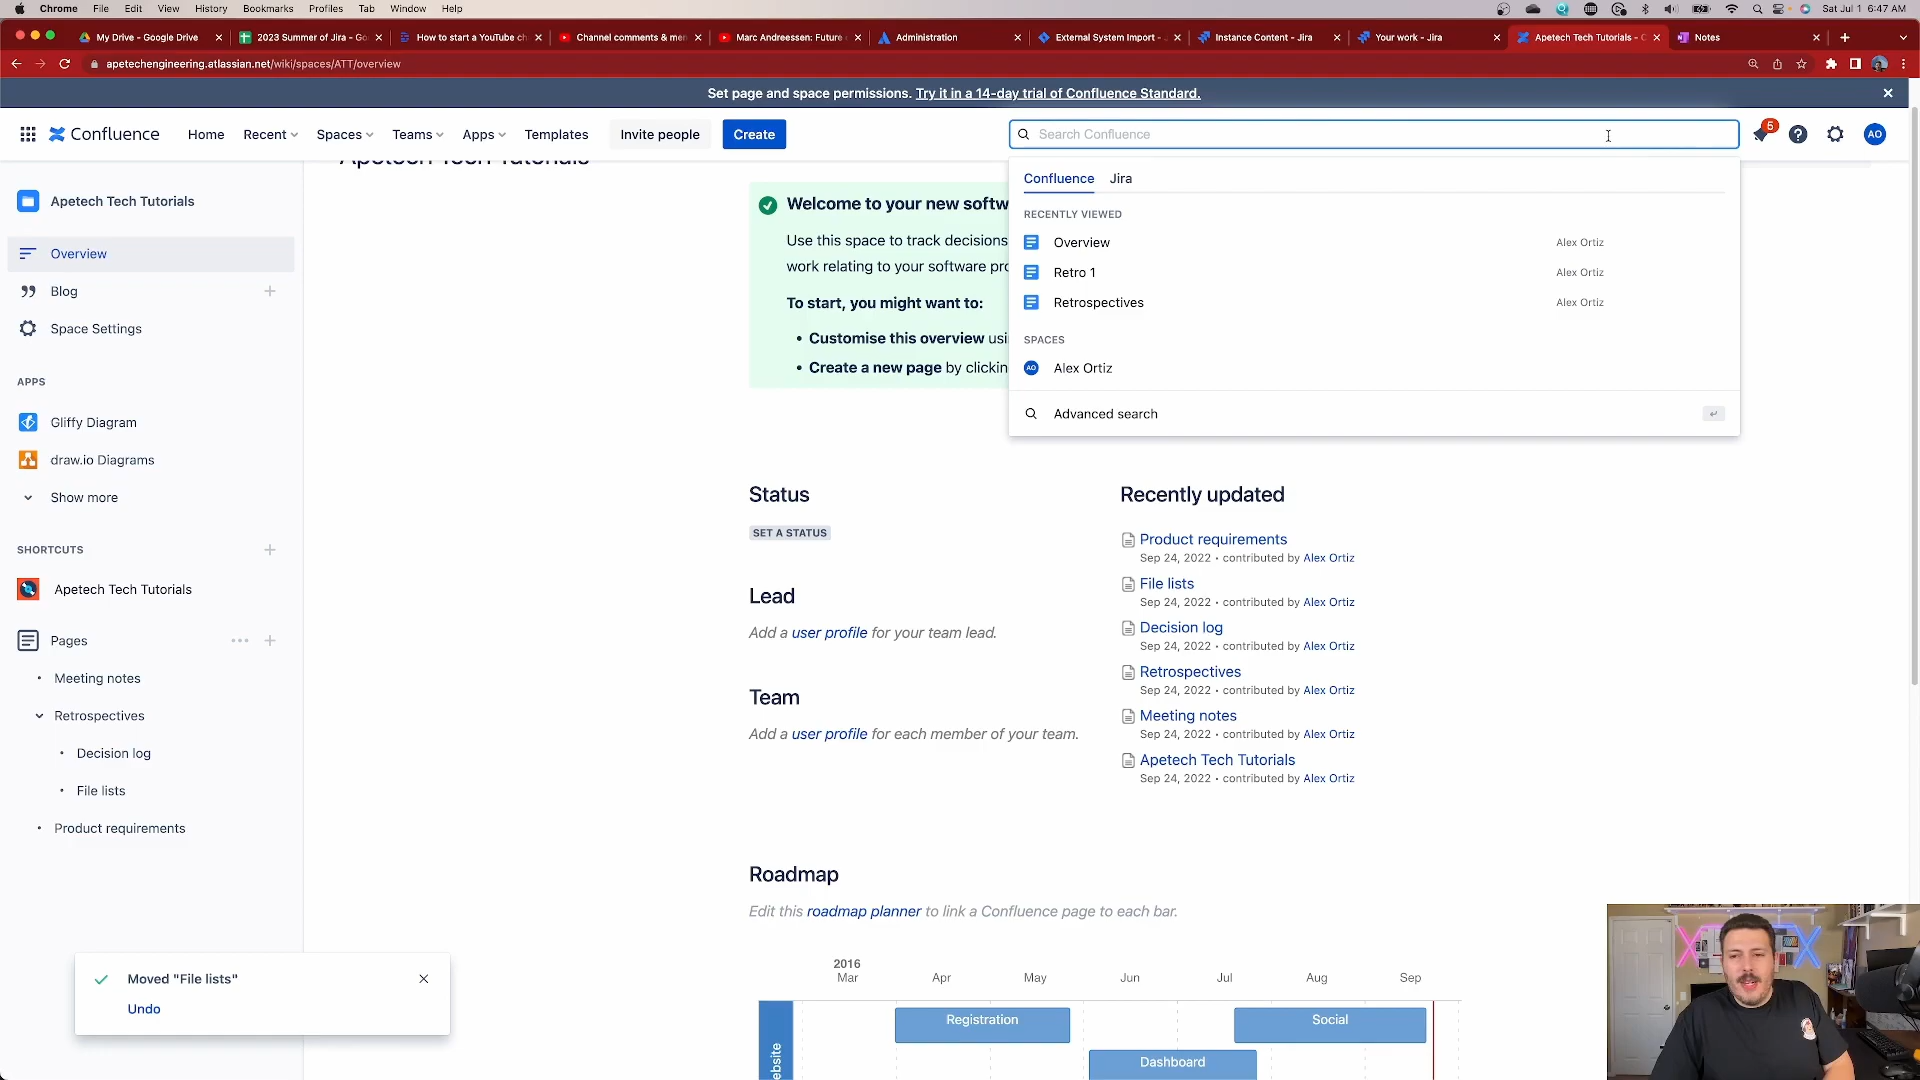 Chrome File Edit View History Bookmarks Profiles Tab Window Help
Sat Jul 1 6:47 AM
My Drive - Google Drive
2023 Summer of Jira - Go
How to start a YouTube ch
Channel comments & me
Marc Andreessen: Future
Administration
External System Import -
Instance Content - Jira
Your work - Jira
Apetech Tech Tutorials - C
Notes
apetechengineering.atlassian.net/wiki/spaces/ATT/overview
Set page and space permissions. Try it in a 14-day trial of Confluence Standard.
Confluence
Home
Recent
Spaces
Teams
Apps
Templates
Invite people
Create
Search Confluence
5
AO
Apetech Tech Tutorials
Overview
Blog
Space Settings
APPS
Gliffy Diagram
draw.io Diagrams
Show more
SHORTCUTS
Apetech Tech Tutorials
Pages
Meeting notes
Retrospectives
Decision log
File lists
Product requirements
Moved "File lists"
Undo
Apetech Tech Tutorials
Welcome to your new softw
Use this space to track decisions
work relating to your software pro
To start, you might want to:
• Customise this overview usi
• Create a new page by clickin
Confluence
Jira
RECENTLY VIEWED
Overview Alex Ortiz
Retro 1 Alex Ortiz
Retrospectives Alex Ortiz
SPACES
AO Alex Ortiz
Advanced search
Status
SET A STATUS
Lead
Add a user profile for your team lead.
Team
Add a user profile for each member of your team.
Recently updated
Product requirements
Sep 24, 2022 • contributed by Alex Ortiz
File lists
Sep 24, 2022 • contributed by Alex Ortiz
Decision log
Sep 24, 2022 • contributed by Alex Ortiz
Retrospectives
Sep 24, 2022 • contributed by Alex Ortiz
Meeting notes
Sep 24, 2022 • contributed by Alex Ortiz
Apetech Tech Tutorials
Sep 24, 2022 • contributed by Alex Ortiz
Roadmap
Edit this roadmap planner to link a Confluence page to each bar.
2016
Mar Apr May Jun Jul Aug Sep
Registration
Social
Dashboard
ebsite